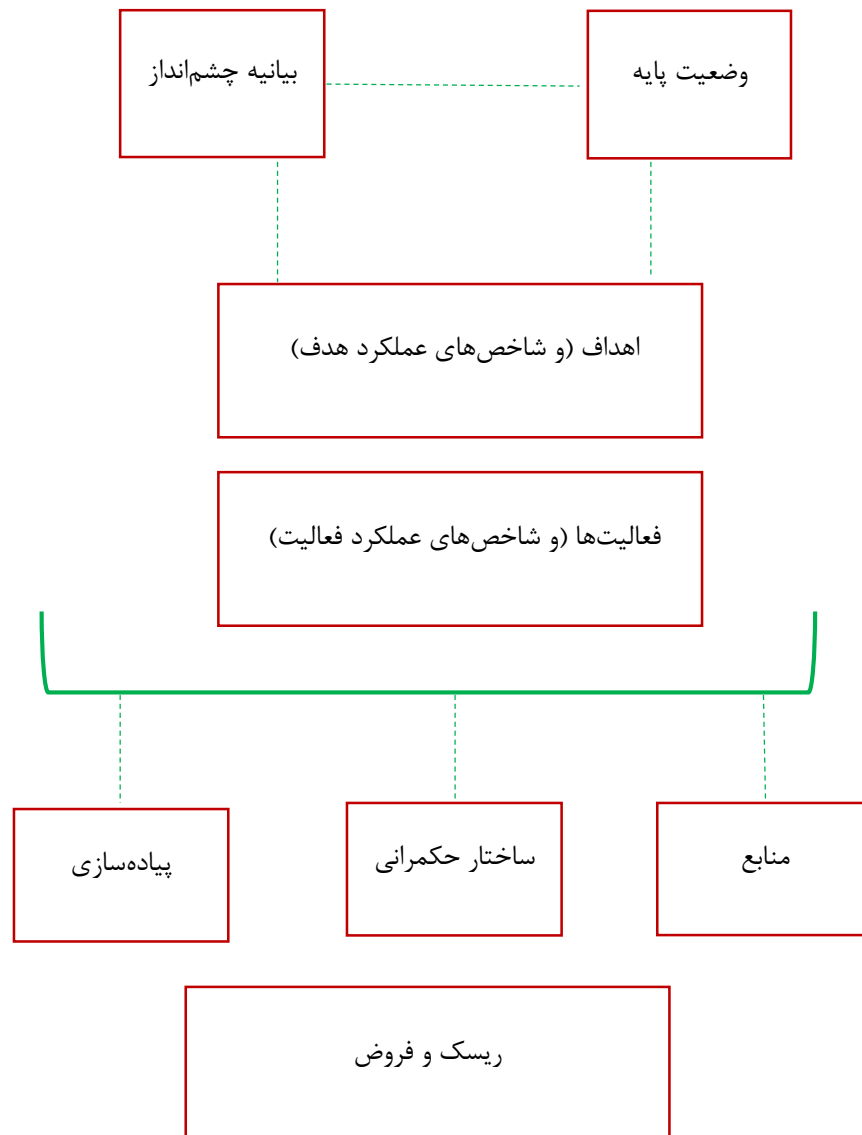 وضعیت پایه
بیانیه چشم‌انداز
اهداف (و شاخص‌های عملکرد هدف)
فعالیت‌ها (و شاخص‌های عملکرد فعالیت)
منابع
ساختار حکمرانی
پیاده‌سازی
ریسک و فروض